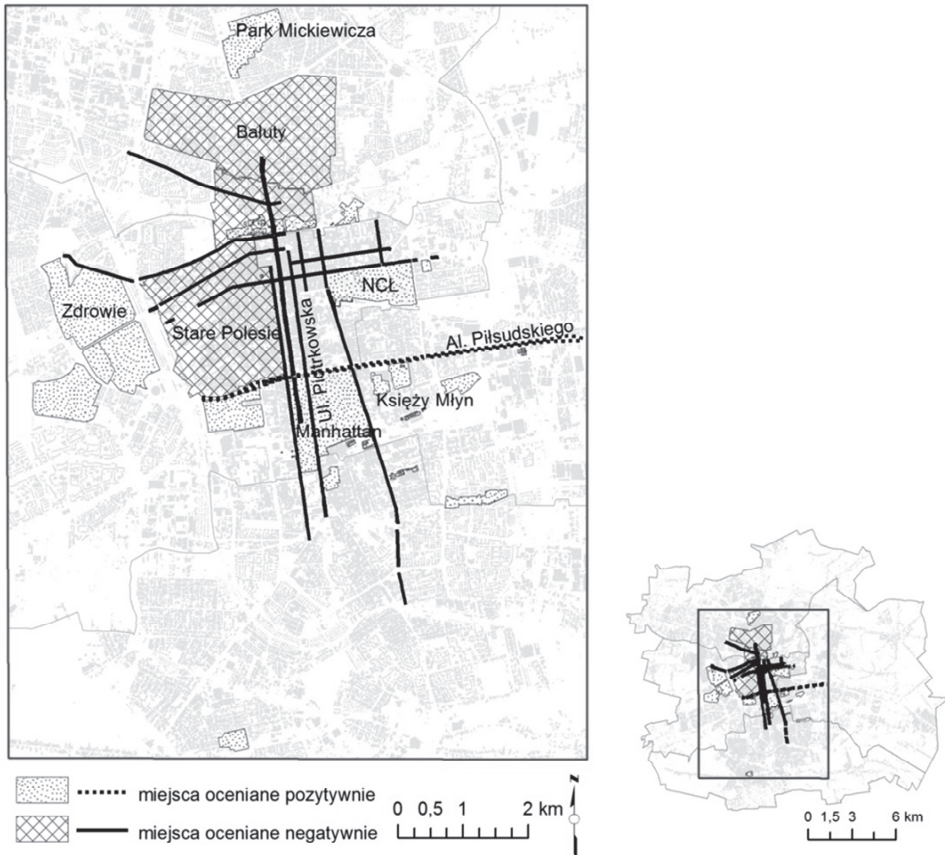 Park Mickiewicza
Bałuty
Zdrowie
NCŁ
Stare Polesie
Ul. Piotrkowska
Al. Piłsudskiego
Księży Młyn
Manhattan
miejsca oceniane pozytywnie
miejsca oceniane negatywnie
0 0,5 1 2 km
N
0 1,5 3 6 km